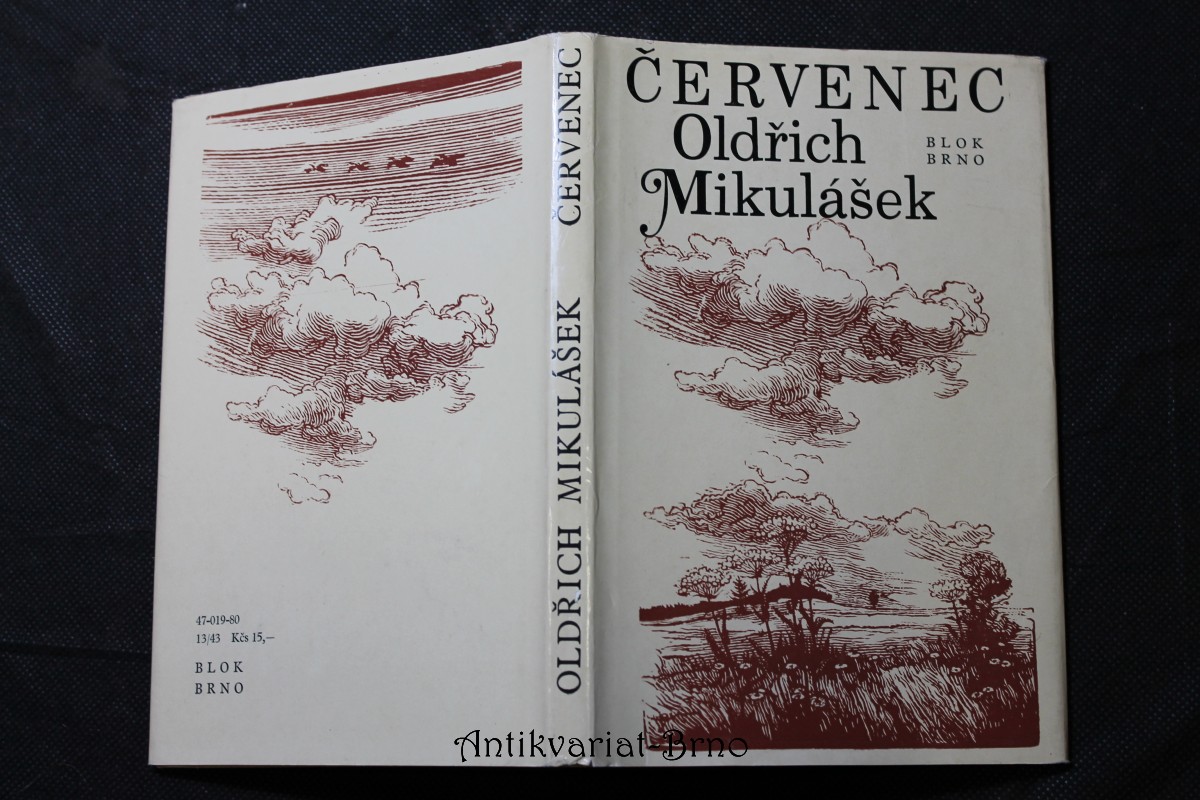 ČERVENEC
Oldřich
Mikulášek
BLOK
BRNO
OLDŘICH MIKULÁŠEK ČERVENEC
47-019-80
13/43 Kčs 15,—
BLOK
BRNO
Antikvariat-Brno